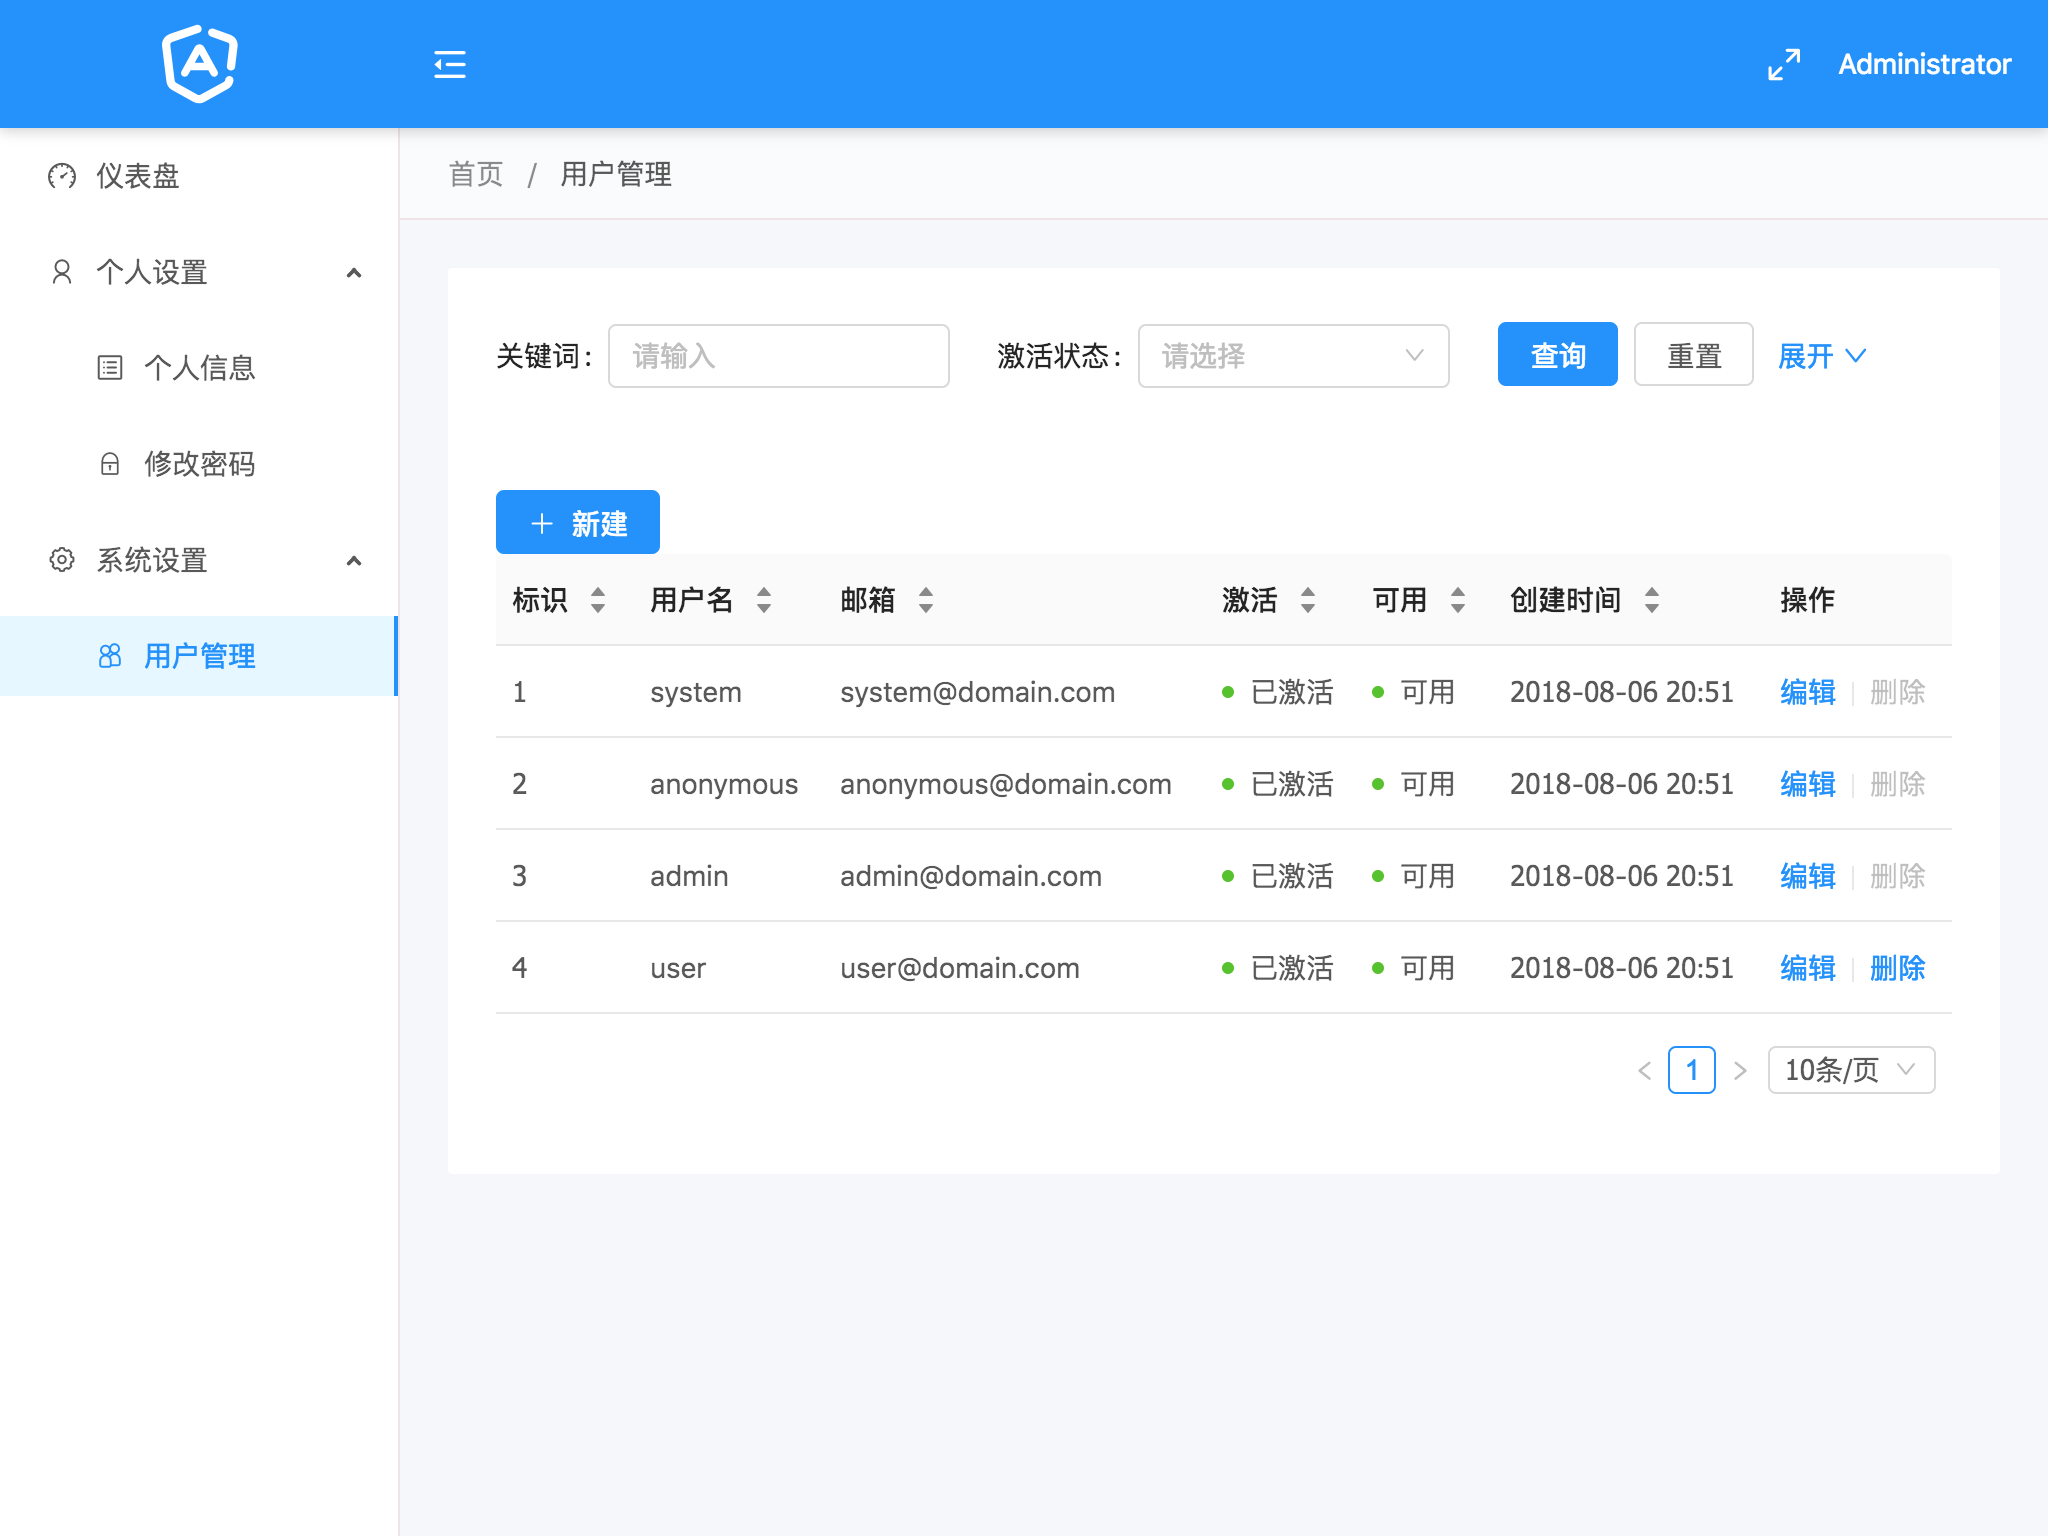 Administrator
仪表盘
个人设置
个人信息
修改密码
系统设置
用户管理
首页 / 用户管理
关键词: 请输入 激活状态: 请选择 查询 重置 展开
新建
标识 用户名 邮箱 激活 可用 创建时间 操作
1 system system@domain.com 已激活 可用 2018-08-06 20:51 编辑 删除
2 anonymous anonymous@domain.com 已激活 可用 2018-08-06 20:51 编辑 删除
3 admin admin@domain.com 已激活 可用 2018-08-06 20:51 编辑 删除
4 user user@domain.com 已激活 可用 2018-08-06 20:51 编辑 删除
1 10条/页